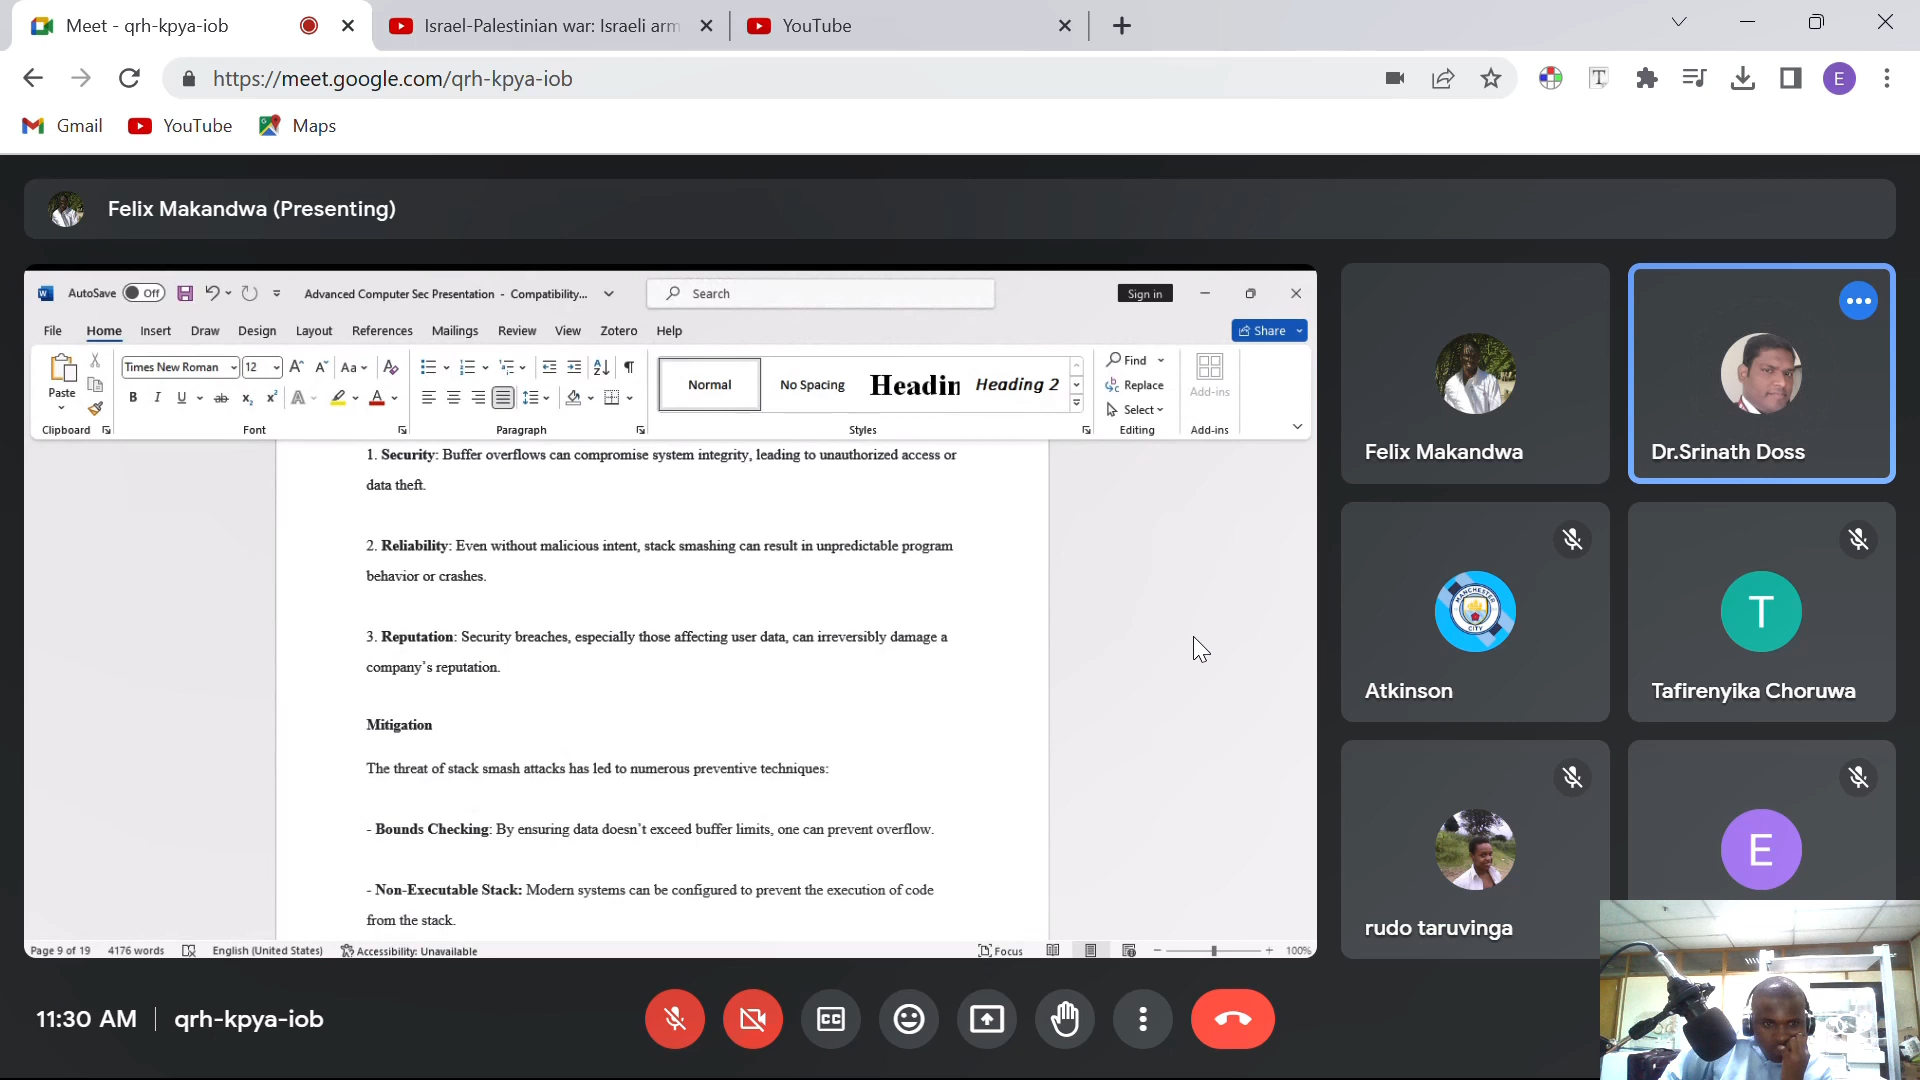 Meet - qrh-kpya-iob
Israel-Palestinian war: Israeli arm
YouTube
https://meet.google.com/qrh-kpya-iob
E
Gmail
YouTube
Maps
Felix Makandwa (Presenting)
W AutoSave Off
Advanced Computer Sec Presentation - Compatibility...
Search
Sign in
File Home Insert Draw Design Layout References Mailings Review View Zotero Help
Share
Paste
Clipboard
Times New Roman 12
Font
Paragraph
Normal
No Spacing
Headin
Heading 2
Styles
Find
Replace
Select
Editing
Add-ins
Add-ins
1. Security: Buffer overflows can compromise system integrity, leading to unauthorized access or
data theft.
2. Reliability: Even without malicious intent, stack smashing can result in unpredictable program
behavior or crashes.
3. Reputation: Security breaches, especially those affecting user data, can irreversibly damage a
company's reputation.
Mitigation
The threat of stack smash attacks has led to numerous preventive techniques:
- Bounds Checking: By ensuring data doesn't exceed buffer limits, one can prevent overflow.
- Non-Executable Stack: Modern systems can be configured to prevent the execution of code
from the stack.
Page 9 of 19 4176 words English (United States) Accessibility: Unavailable
Focus
100%
Felix Makandwa
Dr.Srinath Doss
MANCHESTER
CITY
Atkinson
T
Tafirenyika Choruwa
rudo taruvinga
E
11:30 AM
qrh-kpya-iob
CC